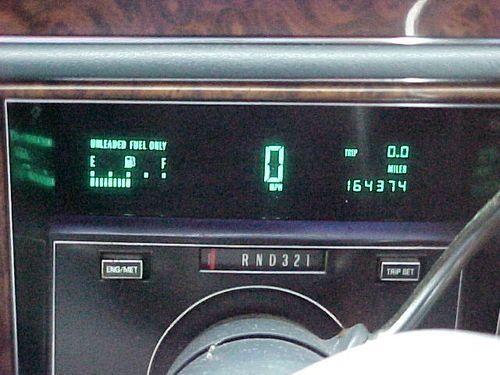 UNLEADED FUEL ONLY
E F
0
MPH
TRIP 0.0
MILES
164374
RND321
ENG/MET
TRIP SET